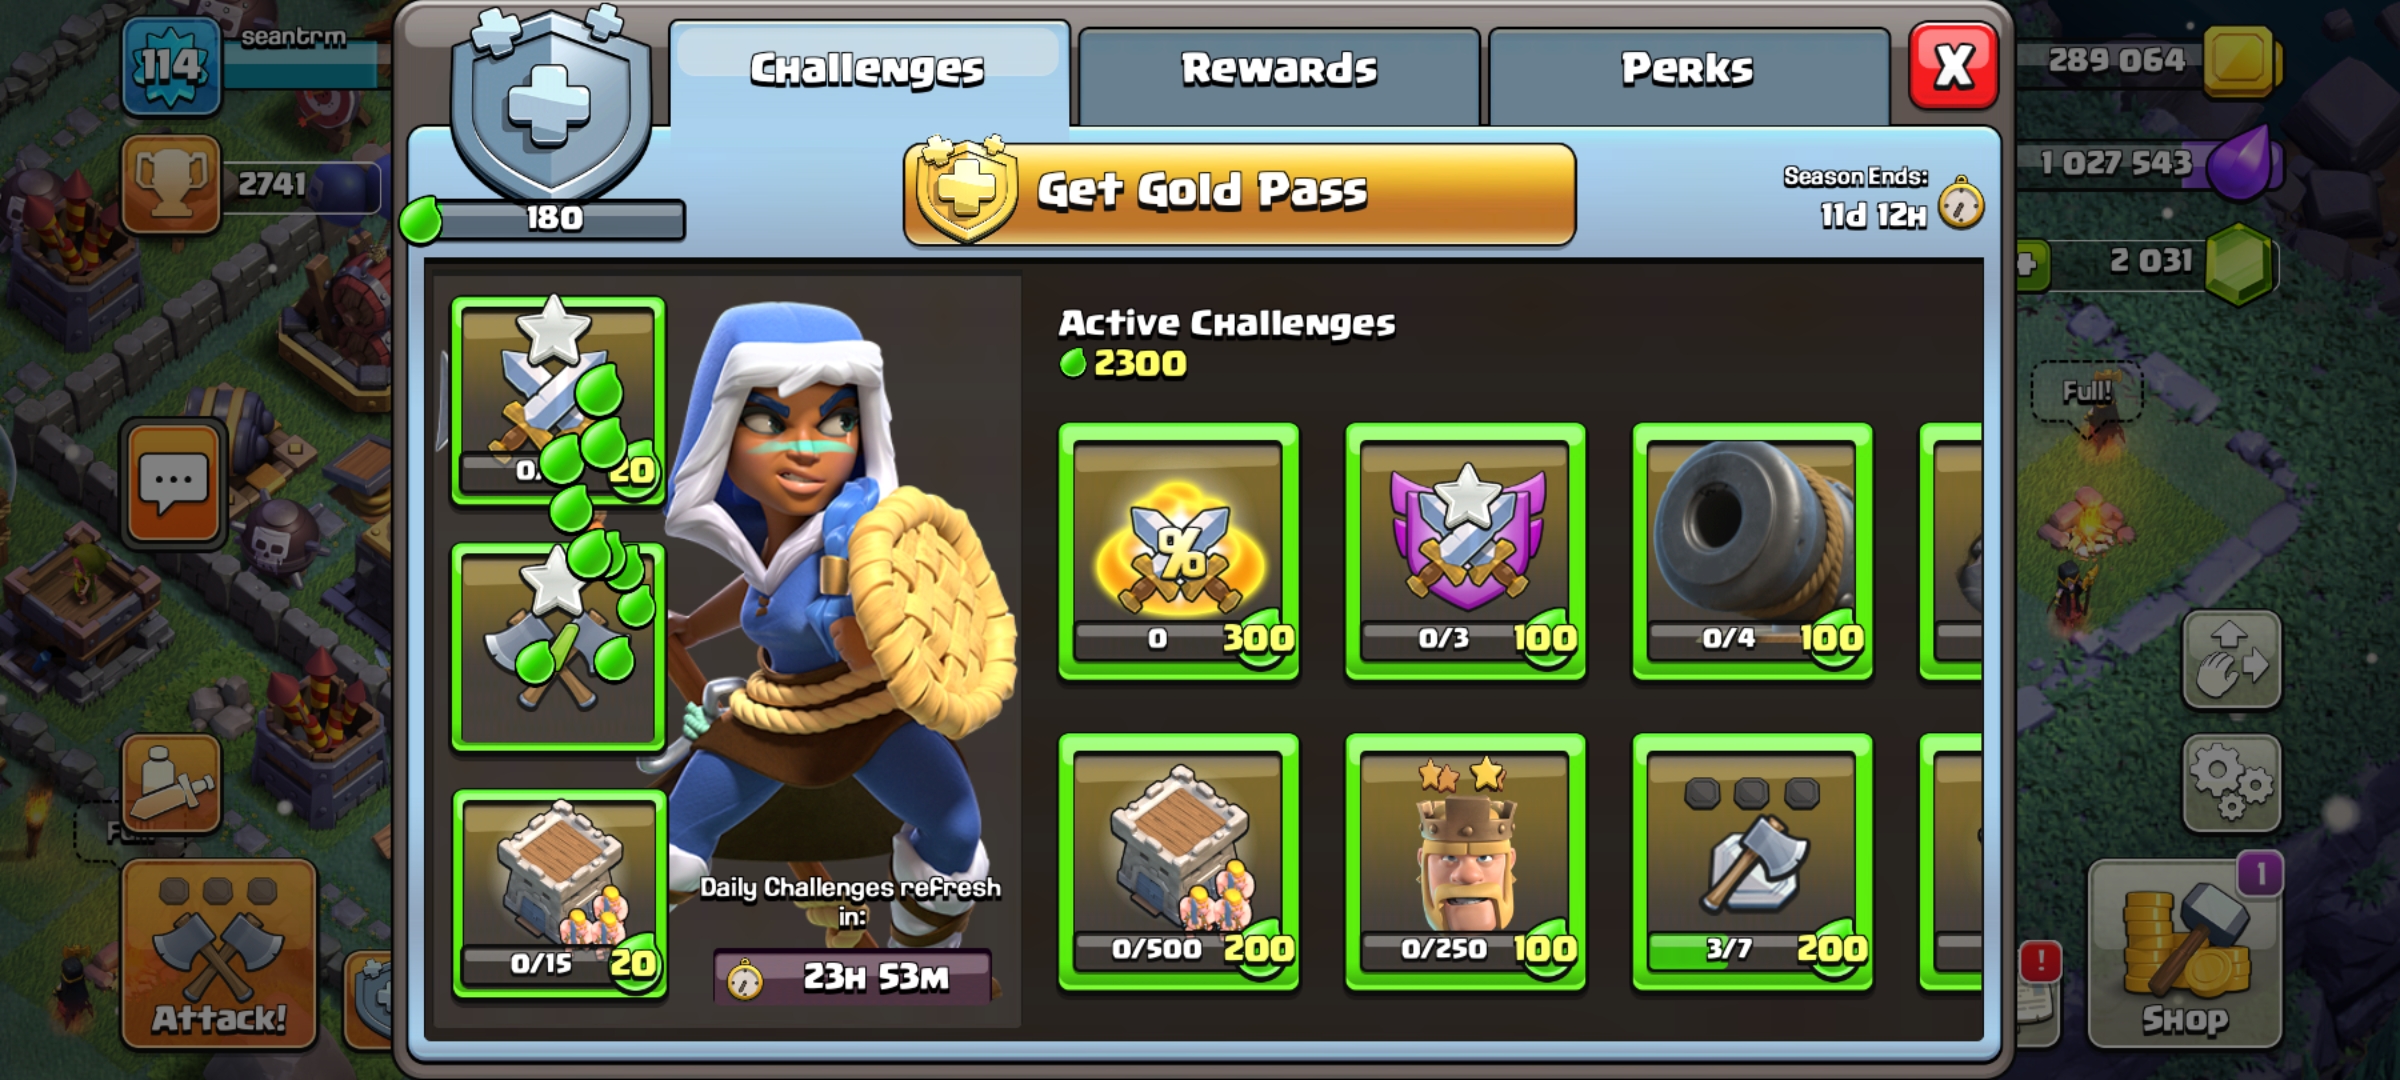 114
seantrm
2741
Challenges
Rewards
Perks
X
180
Get Gold Pass
Season Ends:
11d 12H
289 064
1 027 543
2 031
Full!
Active Challenges
2300
20
0
300
0/3
100
0/4
100
0/15
20
Daily Challenges refresh
in:
23H 53M
0/500
200
0/250
100
3/7
200
Attack!
1
!
Shop